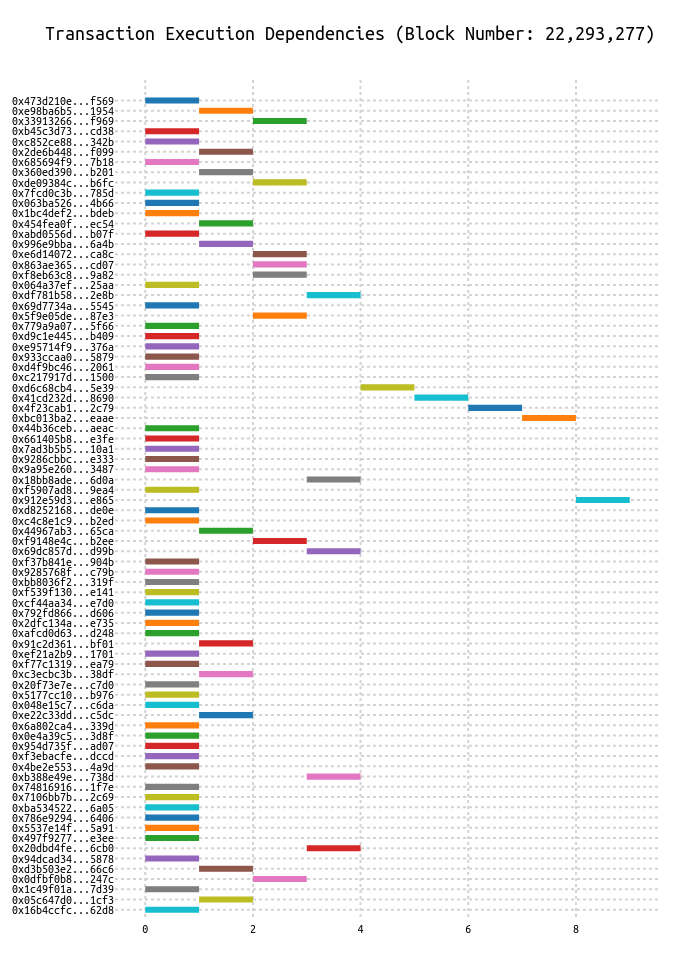 Transaction Execution Dependencies (Block Number: 22,293,277)
0x473d210e...f569
0xe98ba6b5...1954
0x33913266...f969
0xb45c3d73...cd38
0xc852ce88...342b
0x2de6b448...f099
0x685694f9...7b18
0x360ed390...b201
0xde09384c...b6fc
0x7fcd0c3b...785d
0x063ba526...4b66
0x1bc4def2...bdeb
0x454fea0f...ec54
0xabd0556d...b07f
0x996e9bba...6a4b
0xe6d14072...ca8c
0x863ae365...cd07
0xf8eb63c8...9a82
0x064a37ef...25aa
0xdf781b58...2e8b
0x69d7734a...5545
0x5f9e05de...87e3
0x779a9a07...5f66
0xd9c1e445...b409
0xe95714f9...376a
0x933ccaa0...5879
0xd4f9bc46...2061
0xc217917d...1500
0xd6c68cb4...5e39
0x41cd232d...8690
0x4f23cab1...2c79
0xbc013ba2...eaae
0x44b36ceb...aeac
0x661405b8...e3fe
0x7ad3b5b5...10a1
0x9286cbbc...e333
0x9a95e260...3487
0x18bb8ade...6d0a
0xf5907ad8...9ea4
0x912e59d3...e865
0xd8252168...de0e
0xc4c8e1c9...b2ed
0x44967ab3...65ca
0xf9148e4c...b2ee
0x69dc857d...d99b
0xf37b841e...904b
0x9285768f...c79b
0xbb8036f2...319f
0xf539f130...e141
0xcf44aa34...e7d0
0x792fd866...d606
0x2dfc134a...e735
0xafcd0d63...d248
0x91c2d361...bf01
0xef21a2b9...1701
0xf77c1319...ea79
0xc3ecbc3b...38df
0x20f73e7e...c7d0
0x5177cc10...b976
0x048e15c7...c6da
0xe22c33dd...c5dc
0x6a802ca4...339d
0x0e4a39c5...3d8f
0x954d735f...ad07
0xf3ebacfe...dccd
0x4be2e553...4a9d
0xb388e49e...738d
0x74816916...1f7e
0x7106bb7b...2c69
0xba534522...6a05
0x786e9294...6406
0x5537e14f...5a91
0x497f9277...e3ee
0x20dbd4fe...6cb0
0x94dcad34...5878
0xd3b503e2...66c6
0x0dfbf0b8...247c
0x1c49f01a...7d39
0x05c647d0...1cf3
0x16b4ccfc...62d8
0 2 4 6 8